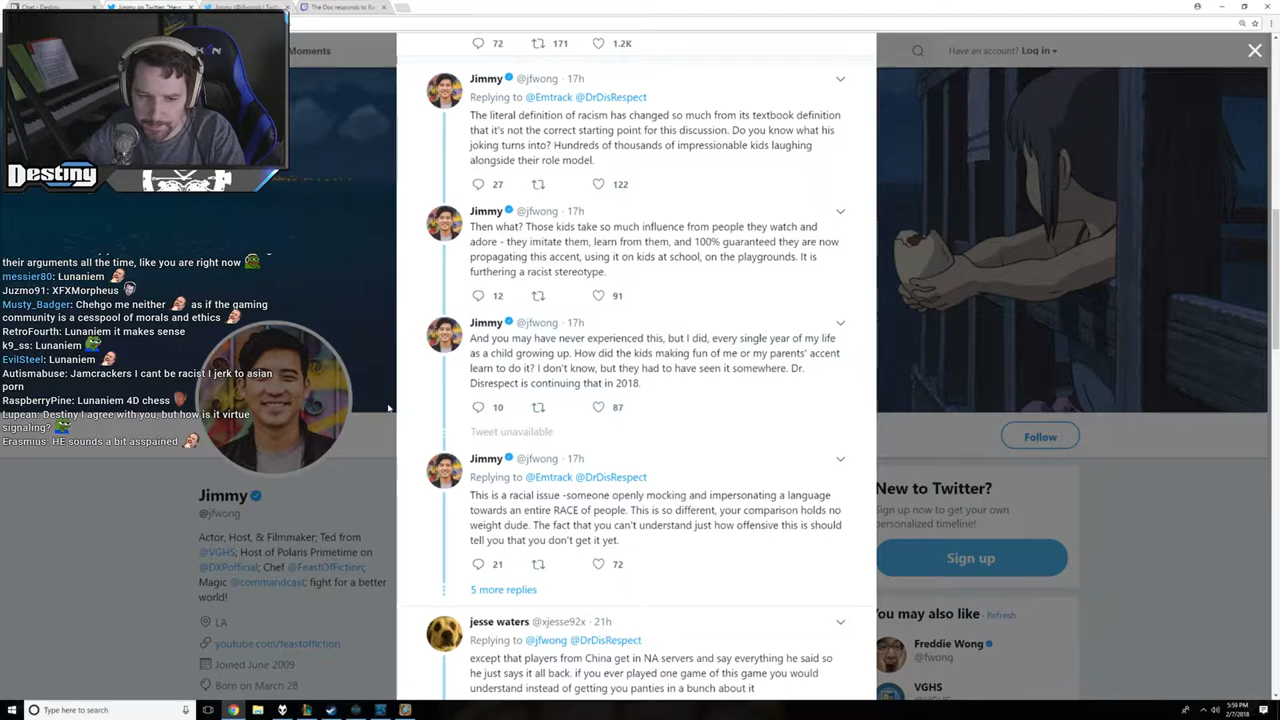 Chat - Destiny
Jimmy on Twitter: "Hey
Jimmy (@jfwong) | Twit
The Doc responds to Ra
Moments
Have an account? Log in
72 171 1.2K
Jimmy @jfwong · 17h
Replying to @Emtrack @DrDisRespect
The literal definition of racism has changed so much from its textbook definition
that it's not the correct starting point for this discussion. Do you know what his
joking turns into? Hundreds of thousands of impressionable kids laughing
alongside their role model.
27 122
Jimmy @jfwong · 17h
Then what? Those kids take so much influence from people they watch and
adore - they imitate them, learn from them, and 100% guaranteed they are now
propagating this accent, using it on kids at school, on the playgrounds. It is
furthering a racist stereotype.
12 91
Jimmy @jfwong · 17h
And you may have never experienced this, but I did, every single year of my life
as a child growing up. How did the kids making fun of me or my parents' accent
learn to do it? I don't know, but they had to have seen it somewhere. Dr.
Disrespect is continuing that in 2018.
10 87
Tweet unavailable
Jimmy @jfwong · 17h
Replying to @Emtrack @DrDisRespect
This is a racial issue -someone openly mocking and impersonating a language
towards an entire RACE of people. This is so different, your comparison holds no
weight dude. The fact that you can't understand just how offensive this is should
tell you that you don't get it yet.
21 72
5 more replies
jesse waters @xjesse92x · 21h
Replying to @jfwong @DrDisRespect
except that players from China get in NA servers and say everything he said so
he just says it all back. if you ever played one game of this game you would
understand instead of getting you panties in a bunch about it
Destiny
their arguments all the time, like you are right now
messier80: Lunaniem
Juzmo91: XFXMorpheus
Musty_Badger: Chehgo me neither as if the gaming
community is a cesspool of morals and ethics
RetroFourth: Lunaniem it makes sense
k9_ss: Lunaniem
EvilSteel: Lunaniem
Autismabuse: Jamcrackers I cant be racist I jerk to asian
porn
RaspberryPine: Lunaniem 4D chess
Lupean: Destiny I agree with you, but how is it virtue
signaling?
Erasmius: HE sounds a bit asspained
Jimmy
@jfwong
Actor, Host, & Filmmaker; Ted from
@VGHS; Host of Polaris Primetime on
@DXPofficial; Chef @FeastOfFiction;
Magic @commandcast; fight for a better
world!
LA
youtube.com/feastoffiction
Joined June 2009
Born on March 28
Follow
New to Twitter?
Sign up now to get your own
personalized timeline!
Sign up
You may also like · Refresh
Freddie Wong
@fwong
VGHS
Type here to search
5:59 PM
2/7/2018